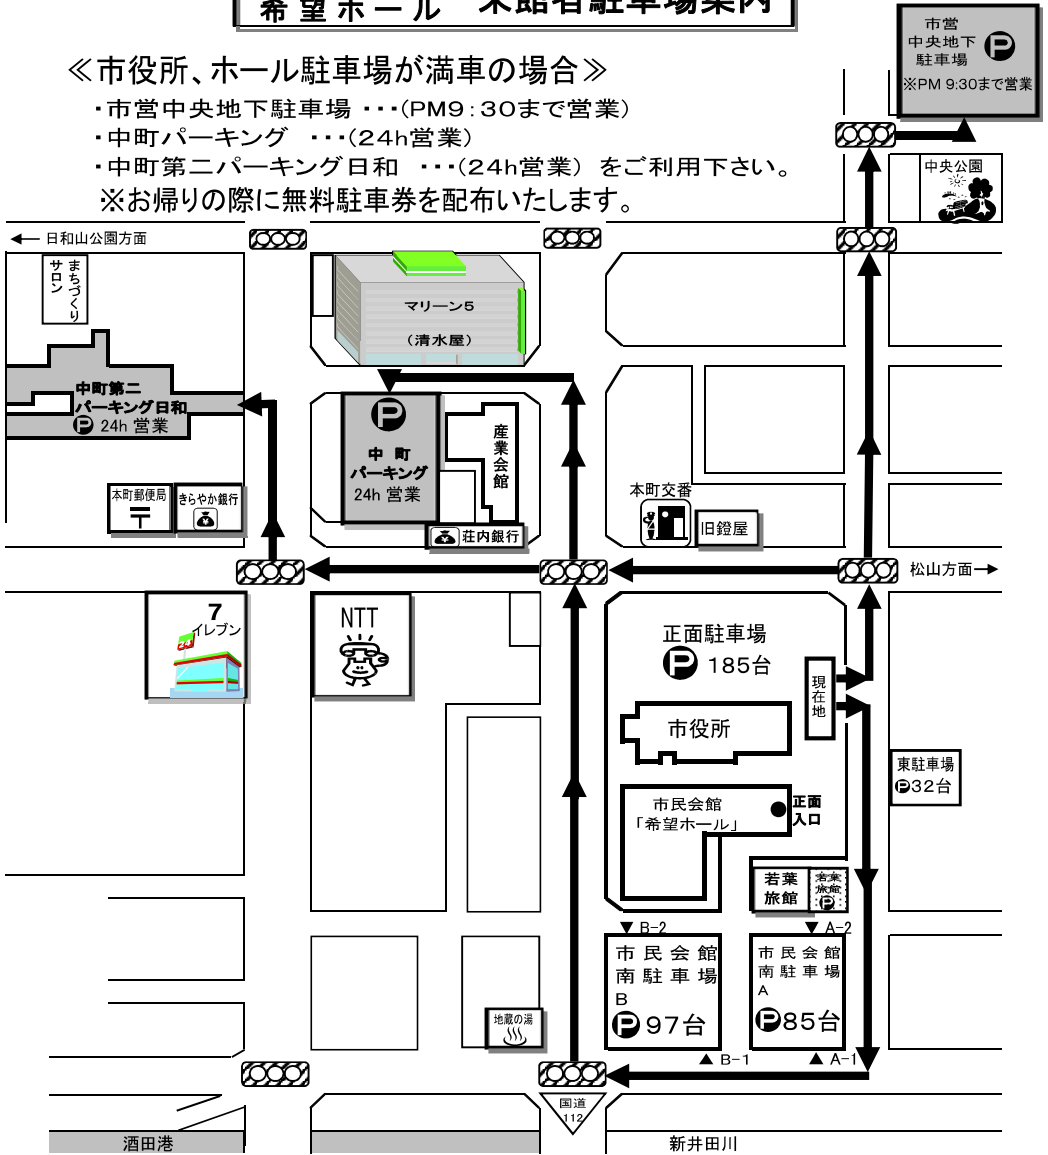 希望ホール 来館者駐車場案内
≪市役所、ホール駐車場が満車の場合≫
・市営中央地下駐車場 ・・・(PM9:30まで営業)
・中町パーキング ・・・(24h営業)
・中町第二パーキング日和 ・・・(24h営業) をご利用下さい。
※お帰りの際に無料駐車券を配布いたします。
市営
中央地下
駐車場
P
※PM 9:30まで営業
中央公園
←日和山公園方面
まちづくり
サロン
マリーン5
(清水屋)
中町第二
パーキング日和
P 24h 営業
P
中 町
パーキング
24h 営業
産業会館
本町郵便局
〒
きらやか銀行
¥
¥ 荘内銀行
本町交番
旧鐙屋
松山方面→
7
イレブン
NTT
正面駐車場
P 185台
現在地
市役所
東駐車場
P32台
市民会館
「希望ホール」
正面
入口
若葉
旅館
若葉
旅館
P
▼ B-2
▼ A-2
市民会館
南駐車場
B
P 97台
市民会館
南駐車場
A
P85台
▲ B-1
▲ A-1
地蔵の湯
国道
112
酒田港
新井田川